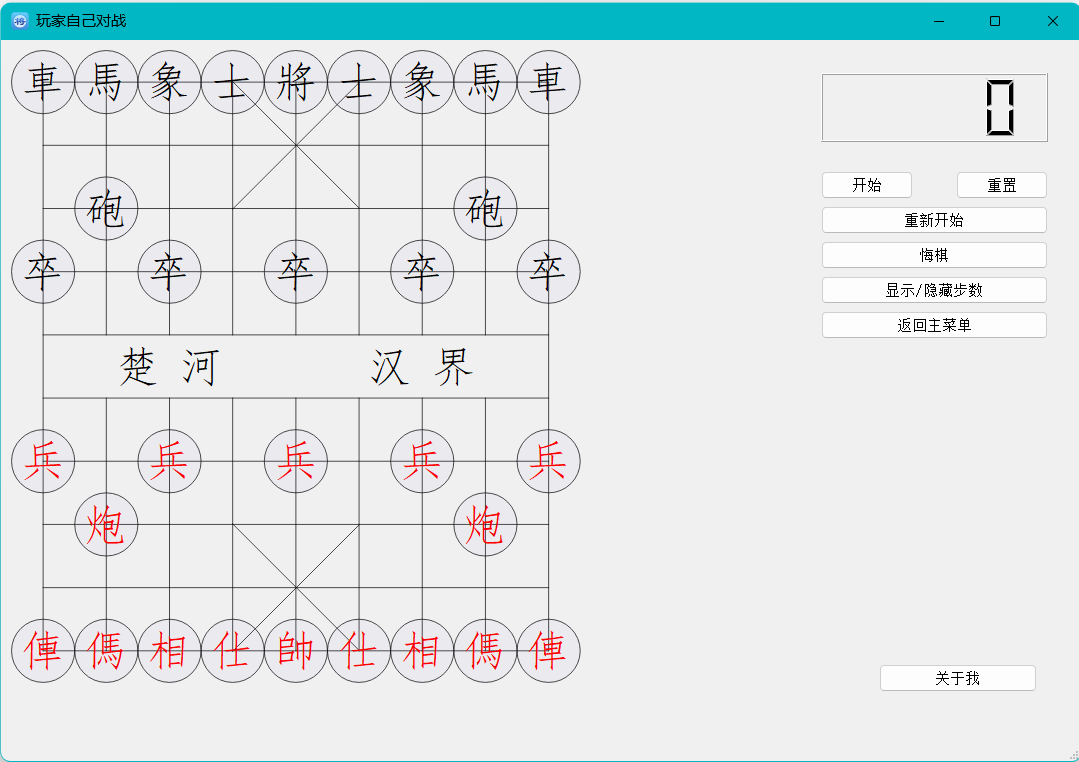 将 玩家自己对战
車 馬 象 士 將 士 象 馬 車
0
开始 重置
砲 砲
重新开始
悔棋
卒 卒 卒 卒 卒
显示/隐藏步数
返回主菜单
楚 河 汉 界
兵 兵 兵 兵 兵
炮 炮
俥 傌 相 仕 帥 仕 相 傌 俥
关于我